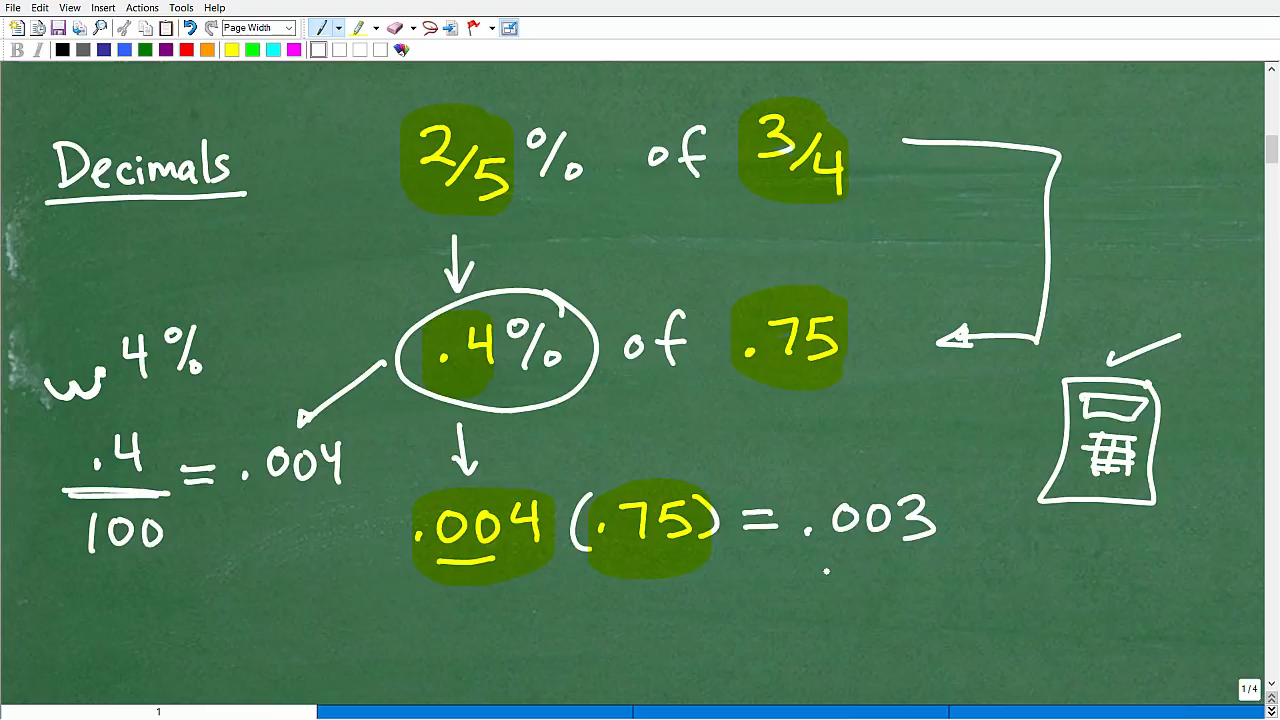 File Edit View Insert Actions Tools Help
Page Width
B I
Decimals 2/5 % of 3/4
.4% of .75
4%
.4/100 = .004
.004 (.75) = .003
1/4
1